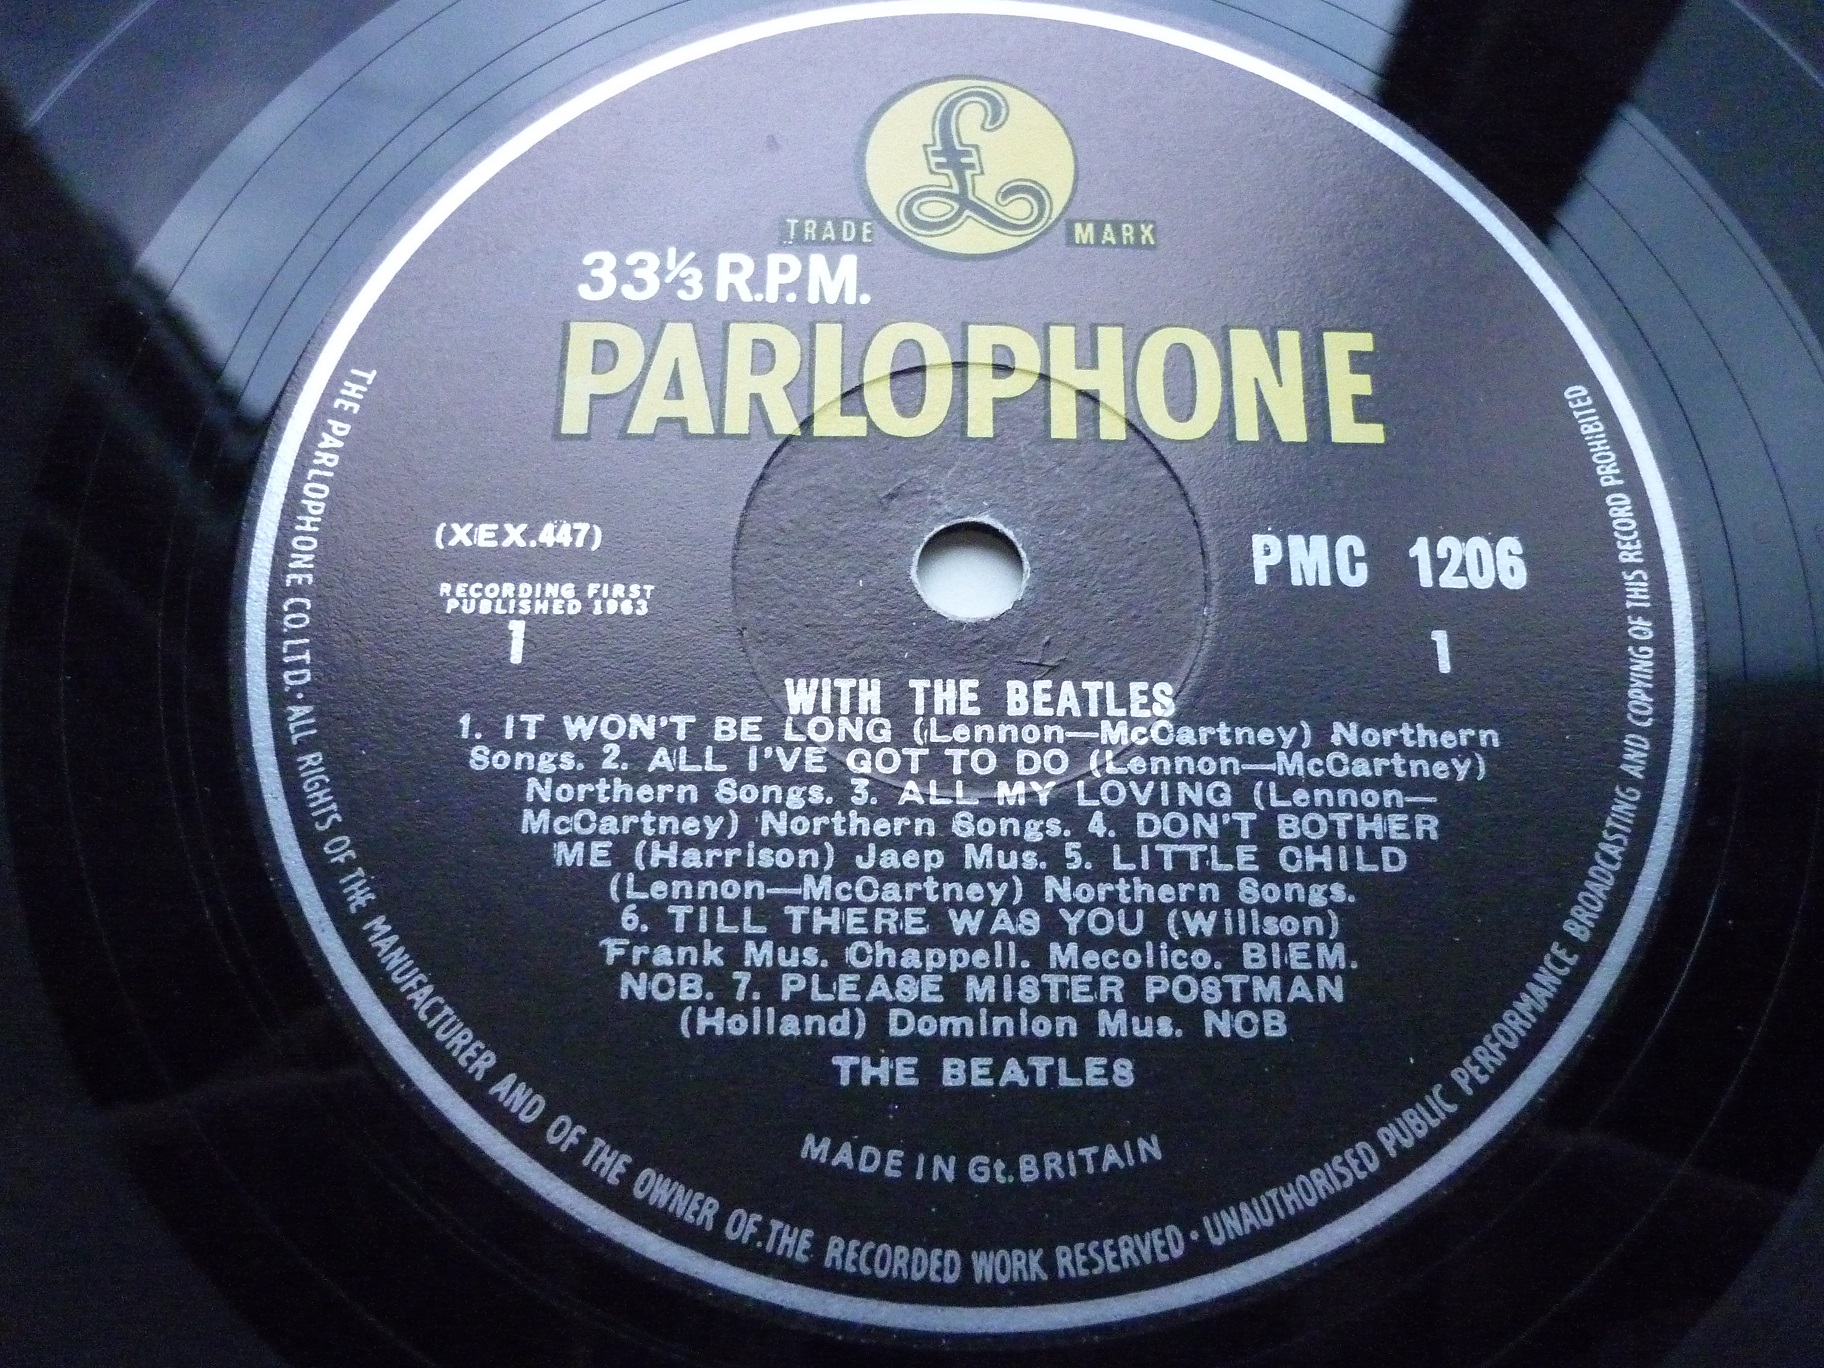 £
TRADE MARK
33⅓ R.P.M.
PARLOPHONE
(XEX.447)
RECORDING FIRST
PUBLISHED 1963
1
PMC 1206
1
WITH THE BEATLES
1. IT WON'T BE LONG (Lennon—McCartney) Northern
Songs. 2. ALL I'VE GOT TO DO (Lennon—McCartney)
Northern Songs. 3. ALL MY LOVING (Lennon—
McCartney) Northern Songs. 4. DON'T BOTHER
ME (Harrison) Jaep Mus. 5. LITTLE CHILD
(Lennon—McCartney) Northern Songs.
6. TILL THERE WAS YOU (Willson)
Frank Mus. Chappell. Mecolico. BIEM.
NCB. 7. PLEASE MISTER POSTMAN
(Holland) Dominion Mus. NCB
THE BEATLES
MADE IN Gt. BRITAIN
THE PARLOPHONE CO. LTD. · ALL RIGHTS OF THE MANUFACTURER AND OF THE OWNER OF THE RECORDED WORK RESERVED · UNAUTHORISED PUBLIC PERFORMANCE BROADCASTING AND COPYING OF THIS RECORD PROHIBITED